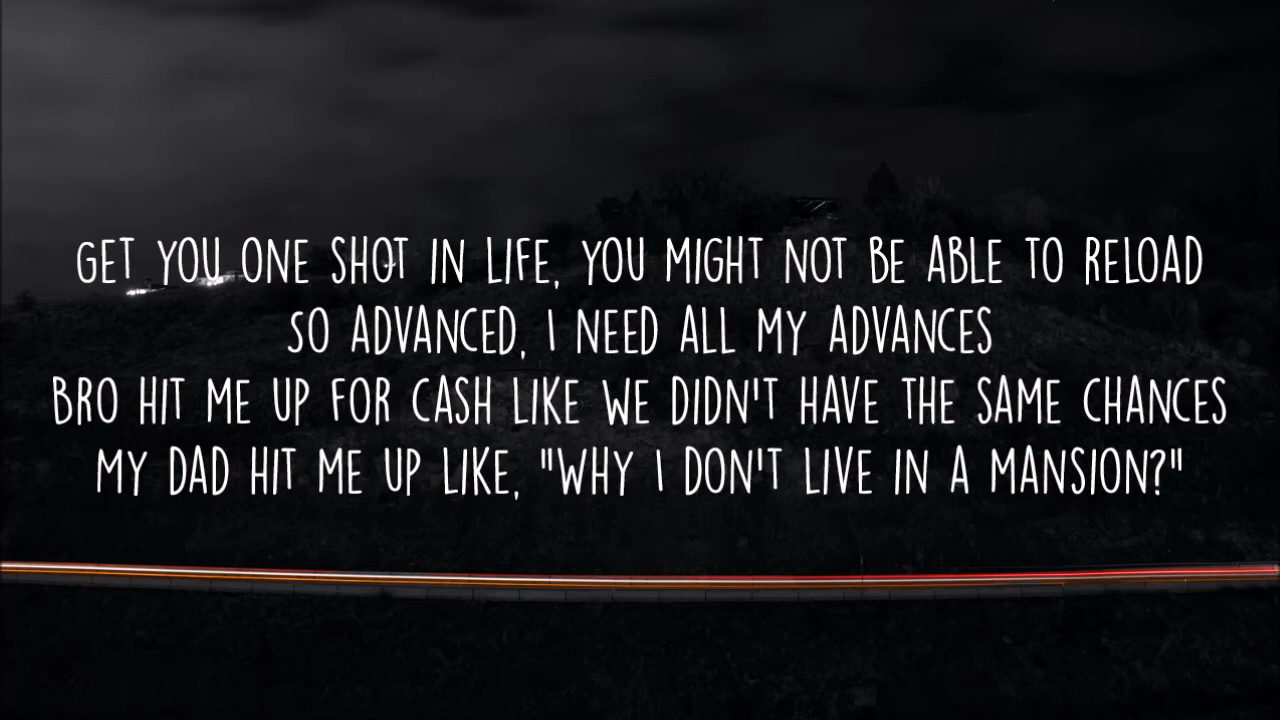 GET YOU ONE SHOT IN LIFE, YOU MIGHT NOT BE ABLE TO RELOAD
SO ADVANCED, I NEED ALL MY ADVANCES
BRO HIT ME UP FOR CASH LIKE WE DIDN'T HAVE THE SAME CHANCES
MY DAD HIT ME UP LIKE, "WHY I DON'T LIVE IN A MANSION?"